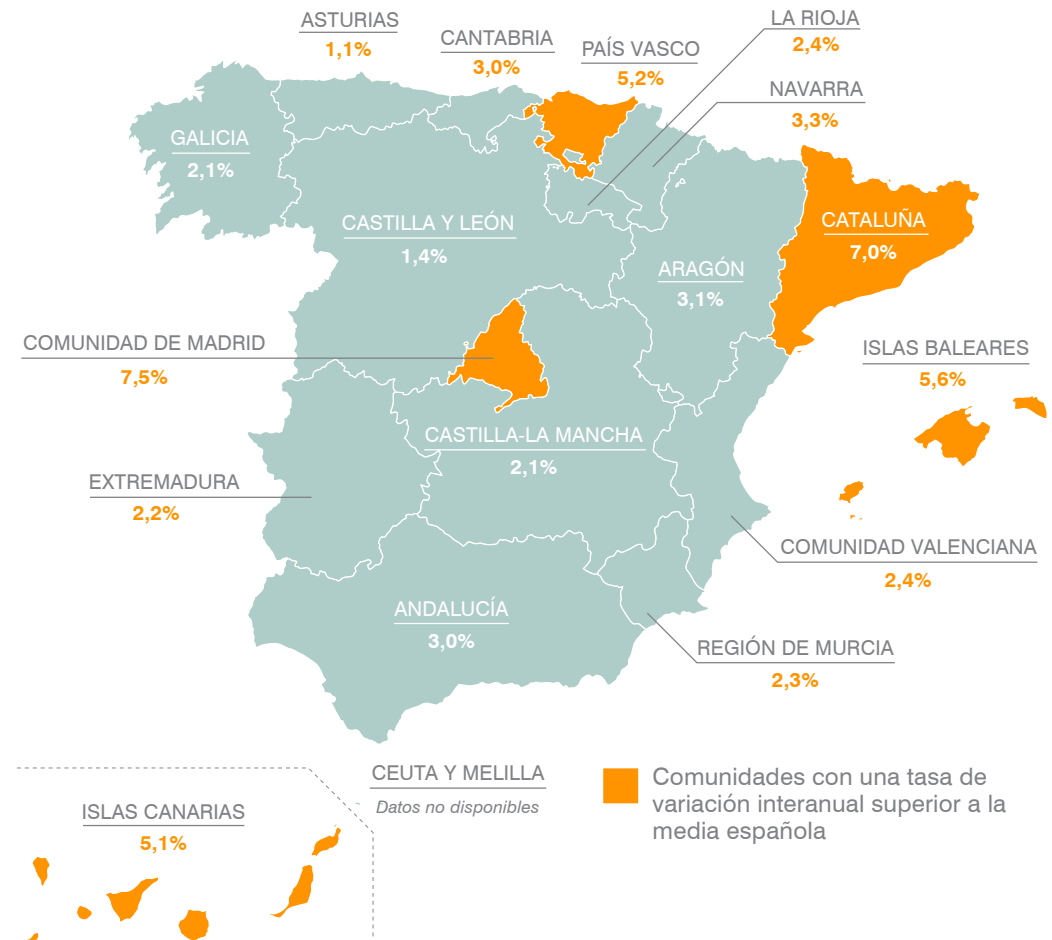 ASTURIAS
1,1%
CANTABRIA
3,0%
PAÍS VASCO
5,2%
LA RIOJA
2,4%
NAVARRA
3,3%
GALICIA
2,1%
CASTILLA Y LEÓN
1,4%
ARAGÓN
3,1%
CATALUÑA
7,0%
COMUNIDAD DE MADRID
7,5%
ISLAS BALEARES
5,6%
CASTILLA-LA MANCHA
2,1%
EXTREMADURA
2,2%
COMUNIDAD VALENCIANA
2,4%
ANDALUCÍA
3,0%
REGIÓN DE MURCIA
2,3%
CEUTA Y MELILLA
Datos no disponibles
ISLAS CANARIAS
5,1%
Comunidades con una tasa de
variación interanual superior a la
media española